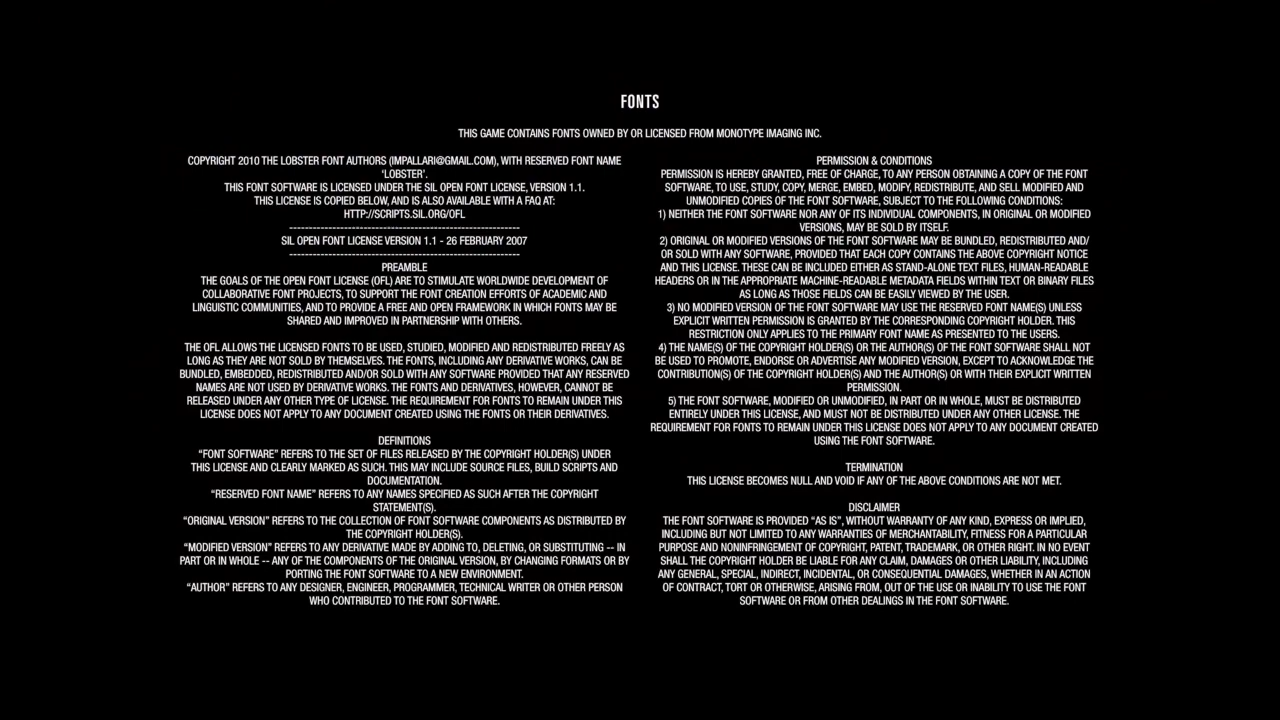 FONTS
THIS GAME CONTAINS FONTS OWNED BY OR LICENSED FROM MONOTYPE IMAGING INC.
COPYRIGHT 2010 THE LOBSTER FONT AUTHORS (IMPALLARI@GMAIL.COM), WITH RESERVED FONT NAME
‘LOBSTER’.
THIS FONT SOFTWARE IS LICENSED UNDER THE SIL OPEN FONT LICENSE, VERSION 1.1.
THIS LICENSE IS COPIED BELOW, AND IS ALSO AVAILABLE WITH A FAQ AT:
HTTP://SCRIPTS.SIL.ORG/OFL
-----------------------------------------------------------
SIL OPEN FONT LICENSE VERSION 1.1 - 26 FEBRUARY 2007
-----------------------------------------------------------
PREAMBLE
THE GOALS OF THE OPEN FONT LICENSE (OFL) ARE TO STIMULATE WORLDWIDE DEVELOPMENT OF
COLLABORATIVE FONT PROJECTS, TO SUPPORT THE FONT CREATION EFFORTS OF ACADEMIC AND
LINGUISTIC COMMUNITIES, AND TO PROVIDE A FREE AND OPEN FRAMEWORK IN WHICH FONTS MAY BE
SHARED AND IMPROVED IN PARTNERSHIP WITH OTHERS.
THE OFL ALLOWS THE LICENSED FONTS TO BE USED, STUDIED, MODIFIED AND REDISTRIBUTED FREELY AS
LONG AS THEY ARE NOT SOLD BY THEMSELVES. THE FONTS, INCLUDING ANY DERIVATIVE WORKS, CAN BE
BUNDLED, EMBEDDED, REDISTRIBUTED AND/OR SOLD WITH ANY SOFTWARE PROVIDED THAT ANY RESERVED
NAMES ARE NOT USED BY DERIVATIVE WORKS. THE FONTS AND DERIVATIVES, HOWEVER, CANNOT BE
RELEASED UNDER ANY OTHER TYPE OF LICENSE. THE REQUIREMENT FOR FONTS TO REMAIN UNDER THIS
LICENSE DOES NOT APPLY TO ANY DOCUMENT CREATED USING THE FONTS OR THEIR DERIVATIVES.
DEFINITIONS
“FONT SOFTWARE” REFERS TO THE SET OF FILES RELEASED BY THE COPYRIGHT HOLDER(S) UNDER
THIS LICENSE AND CLEARLY MARKED AS SUCH. THIS MAY INCLUDE SOURCE FILES, BUILD SCRIPTS AND
DOCUMENTATION.
“RESERVED FONT NAME” REFERS TO ANY NAMES SPECIFIED AS SUCH AFTER THE COPYRIGHT
STATEMENT(S).
“ORIGINAL VERSION” REFERS TO THE COLLECTION OF FONT SOFTWARE COMPONENTS AS DISTRIBUTED BY
THE COPYRIGHT HOLDER(S).
“MODIFIED VERSION” REFERS TO ANY DERIVATIVE MADE BY ADDING TO, DELETING, OR SUBSTITUTING -- IN
PART OR IN WHOLE -- ANY OF THE COMPONENTS OF THE ORIGINAL VERSION, BY CHANGING FORMATS OR BY
PORTING THE FONT SOFTWARE TO A NEW ENVIRONMENT.
“AUTHOR” REFERS TO ANY DESIGNER, ENGINEER, PROGRAMMER, TECHNICAL WRITER OR OTHER PERSON
WHO CONTRIBUTED TO THE FONT SOFTWARE.
PERMISSION & CONDITIONS
PERMISSION IS HEREBY GRANTED, FREE OF CHARGE, TO ANY PERSON OBTAINING A COPY OF THE FONT
SOFTWARE, TO USE, STUDY, COPY, MERGE, EMBED, MODIFY, REDISTRIBUTE, AND SELL MODIFIED AND
UNMODIFIED COPIES OF THE FONT SOFTWARE, SUBJECT TO THE FOLLOWING CONDITIONS:
1) NEITHER THE FONT SOFTWARE NOR ANY OF ITS INDIVIDUAL COMPONENTS, IN ORIGINAL OR MODIFIED
VERSIONS, MAY BE SOLD BY ITSELF.
2) ORIGINAL OR MODIFIED VERSIONS OF THE FONT SOFTWARE MAY BE BUNDLED, REDISTRIBUTED AND/
OR SOLD WITH ANY SOFTWARE, PROVIDED THAT EACH COPY CONTAINS THE ABOVE COPYRIGHT NOTICE
AND THIS LICENSE. THESE CAN BE INCLUDED EITHER AS STAND-ALONE TEXT FILES, HUMAN-READABLE
HEADERS OR IN THE APPROPRIATE MACHINE-READABLE METADATA FIELDS WITHIN TEXT OR BINARY FILES
AS LONG AS THOSE FIELDS CAN BE EASILY VIEWED BY THE USER.
3) NO MODIFIED VERSION OF THE FONT SOFTWARE MAY USE THE RESERVED FONT NAME(S) UNLESS
EXPLICIT WRITTEN PERMISSION IS GRANTED BY THE CORRESPONDING COPYRIGHT HOLDER. THIS
RESTRICTION ONLY APPLIES TO THE PRIMARY FONT NAME AS PRESENTED TO THE USERS.
4) THE NAME(S) OF THE COPYRIGHT HOLDER(S) OR THE AUTHOR(S) OF THE FONT SOFTWARE SHALL NOT
BE USED TO PROMOTE, ENDORSE OR ADVERTISE ANY MODIFIED VERSION, EXCEPT TO ACKNOWLEDGE THE
CONTRIBUTION(S) OF THE COPYRIGHT HOLDER(S) AND THE AUTHOR(S) OR WITH THEIR EXPLICIT WRITTEN
PERMISSION.
5) THE FONT SOFTWARE, MODIFIED OR UNMODIFIED, IN PART OR IN WHOLE, MUST BE DISTRIBUTED
ENTIRELY UNDER THIS LICENSE, AND MUST NOT BE DISTRIBUTED UNDER ANY OTHER LICENSE. THE
REQUIREMENT FOR FONTS TO REMAIN UNDER THIS LICENSE DOES NOT APPLY TO ANY DOCUMENT CREATED
USING THE FONT SOFTWARE.
TERMINATION
THIS LICENSE BECOMES NULL AND VOID IF ANY OF THE ABOVE CONDITIONS ARE NOT MET.
DISCLAIMER
THE FONT SOFTWARE IS PROVIDED “AS IS”, WITHOUT WARRANTY OF ANY KIND, EXPRESS OR IMPLIED,
INCLUDING BUT NOT LIMITED TO ANY WARRANTIES OF MERCHANTABILITY, FITNESS FOR A PARTICULAR
PURPOSE AND NONINFRINGEMENT OF COPYRIGHT, PATENT, TRADEMARK, OR OTHER RIGHT. IN NO EVENT
SHALL THE COPYRIGHT HOLDER BE LIABLE FOR ANY CLAIM, DAMAGES OR OTHER LIABILITY, INCLUDING
ANY GENERAL, SPECIAL, INDIRECT, INCIDENTAL, OR CONSEQUENTIAL DAMAGES, WHETHER IN AN ACTION
OF CONTRACT, TORT OR OTHERWISE, ARISING FROM, OUT OF THE USE OR INABILITY TO USE THE FONT
SOFTWARE OR FROM OTHER DEALINGS IN THE FONT SOFTWARE.